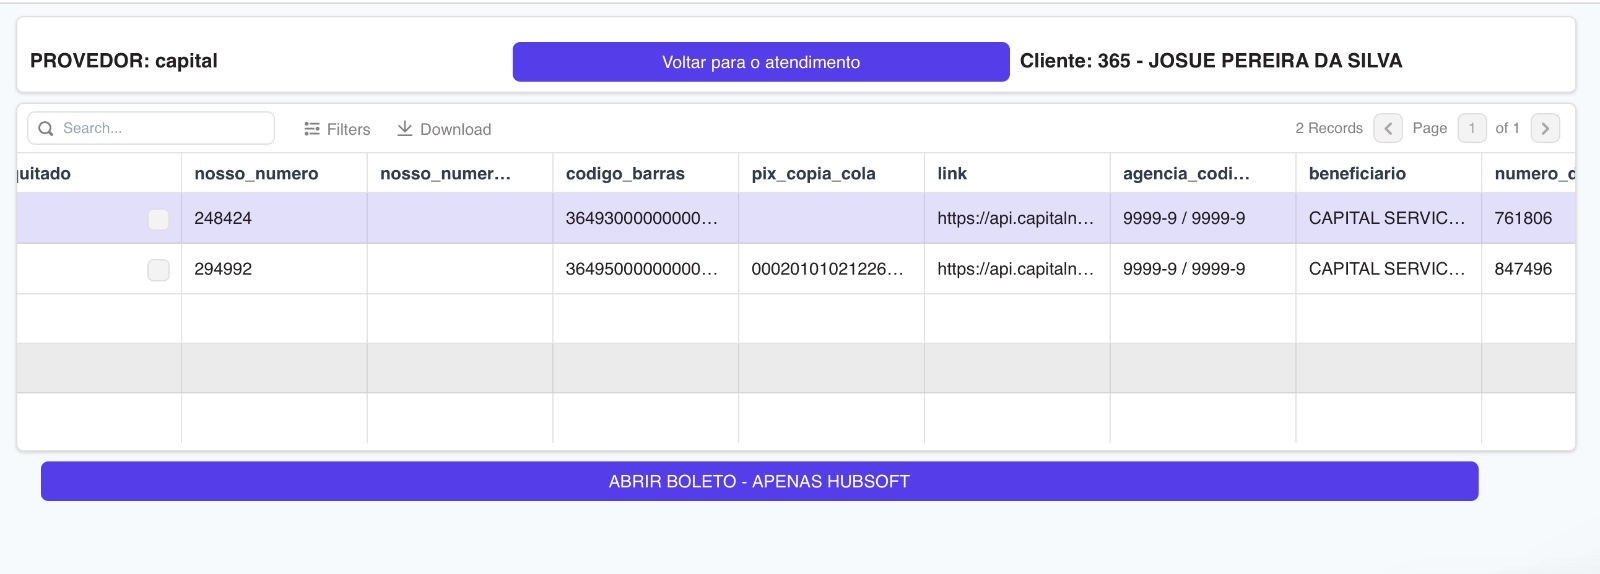 PROVEDOR: capital
Voltar para o atendimento
Cliente: 365 - JOSUE PEREIRA DA SILVA
Search...
Filters
Download
2 Records
Page
1
of 1
uitado
nosso_numero
nosso_numer...
codigo_barras
pix_copia_cola
link
agencia_codi...
beneficiario
numero_d
248424
36493000000000...
https://api.capitaln...
9999-9 / 9999-9
CAPITAL SERVIC...
761806
294992
36495000000000...
00020101021226...
https://api.capitaln...
9999-9 / 9999-9
CAPITAL SERVIC...
847496
ABRIR BOLETO - APENAS HUBSOFT